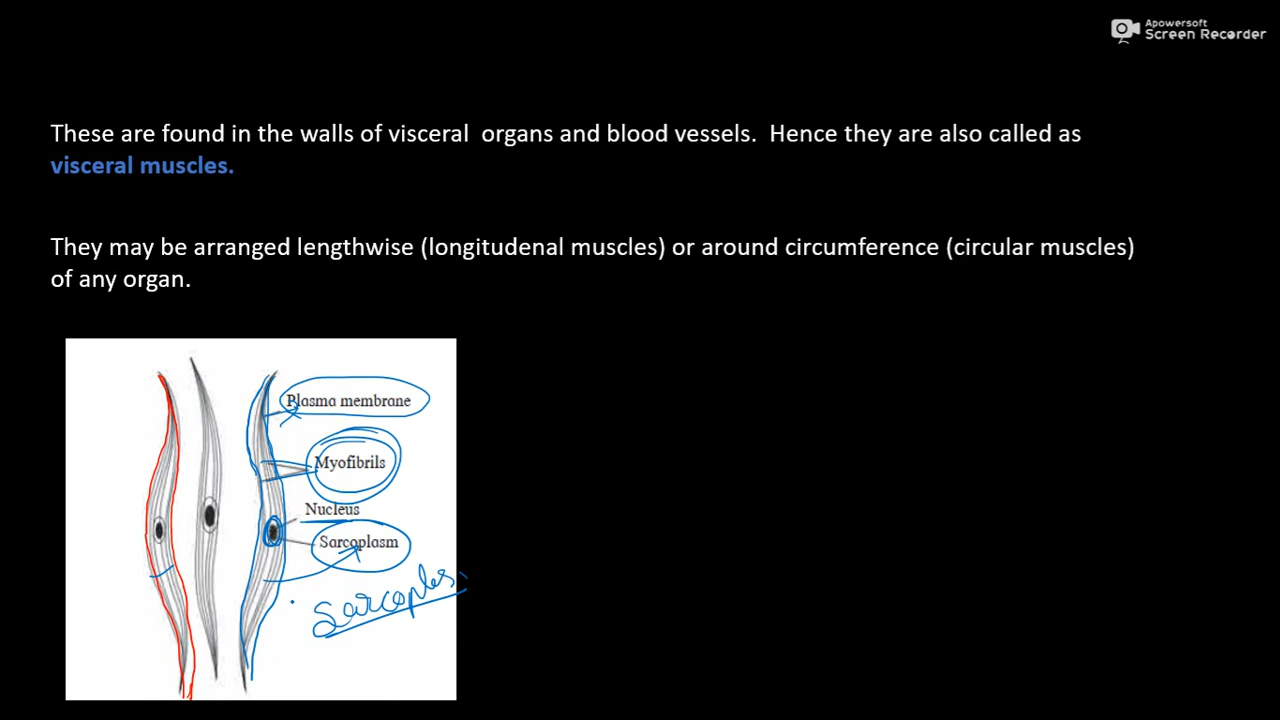 Apowersoft
Screen Recorder
These are found in the walls of visceral organs and blood vessels. Hence they are also called as
visceral muscles.
They may be arranged lengthwise (longitudenal muscles) or around circumference (circular muscles)
of any organ.
Plasma membrane
Myofibrils
Nucleus
Sarcoplasm